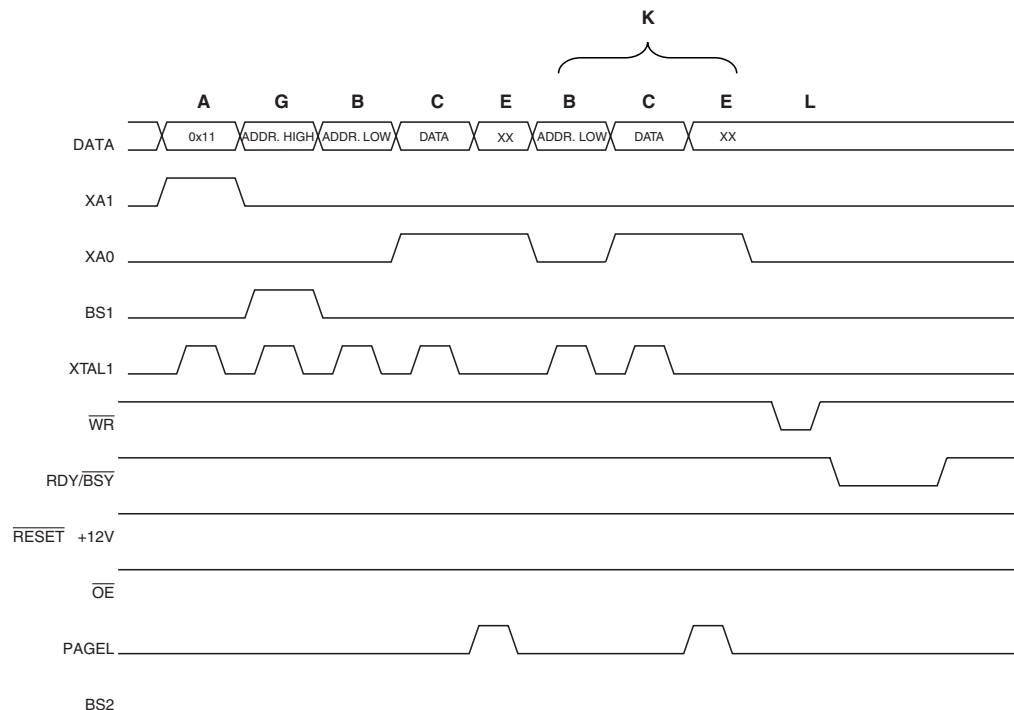 K
A G B C E B C E L
DATA 0x11 ADDR. HIGH ADDR. LOW DATA XX ADDR. LOW DATA XX
XA1
XA0
BS1
XTAL1
WR
RDY/BSY
RESET +12V
OE
PAGEL
BS2